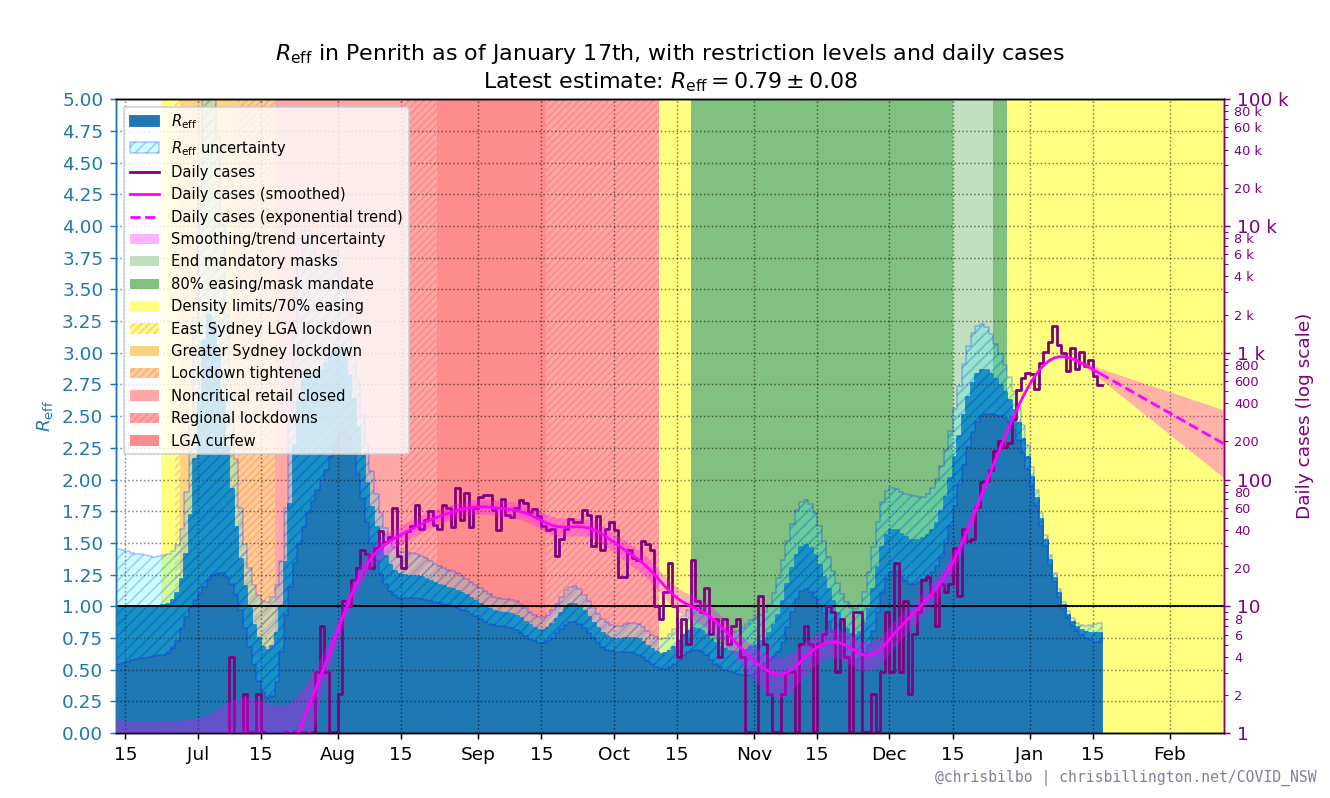 Reff in Penrith as of January 17th, with restriction levels and daily cases
Latest estimate: Reff = 0.79 ± 0.08
5.00
4.75
4.50
4.25
4.00
3.75
3.50
3.25
3.00
2.75
2.50
2.25
2.00
1.75
1.50
1.25
1.00
0.75
0.50
0.25
0.00
Reff
Reff
Reff uncertainty
Daily cases
Daily cases (smoothed)
Daily cases (exponential trend)
Smoothing/trend uncertainty
End mandatory masks
80% easing/mask mandate
Density limits/70% easing
East Sydney LGA lockdown
Greater Sydney lockdown
Lockdown tightened
Noncritical retail closed
Regional lockdowns
LGA curfew
100 k
80 k
60 k
40 k
20 k
10 k
8 k
6 k
4 k
2 k
1 k
800
600
400
200
100
80
60
40
20
10
8
6
4
2
1
Daily cases (log scale)
15 Jul 15 Aug 15 Sep 15 Oct 15 Nov 15 Dec 15 Jan 15 Feb
@chrisbilbo | chrisbillington.net/COVID_NSW